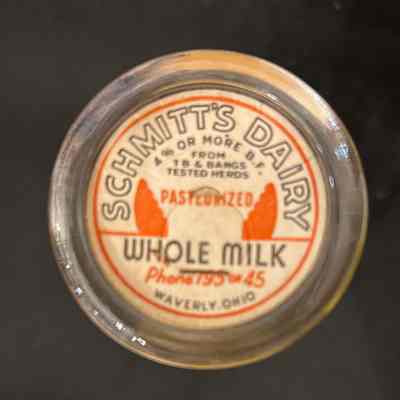 SCHMITT'S DAIRY
4% OR MORE B.F.
FROM
TB & BANGS
TESTED HERDS
PASTEURIZED
WHOLE MILK
Phone 195 or 45
WAVERLY, OHIO